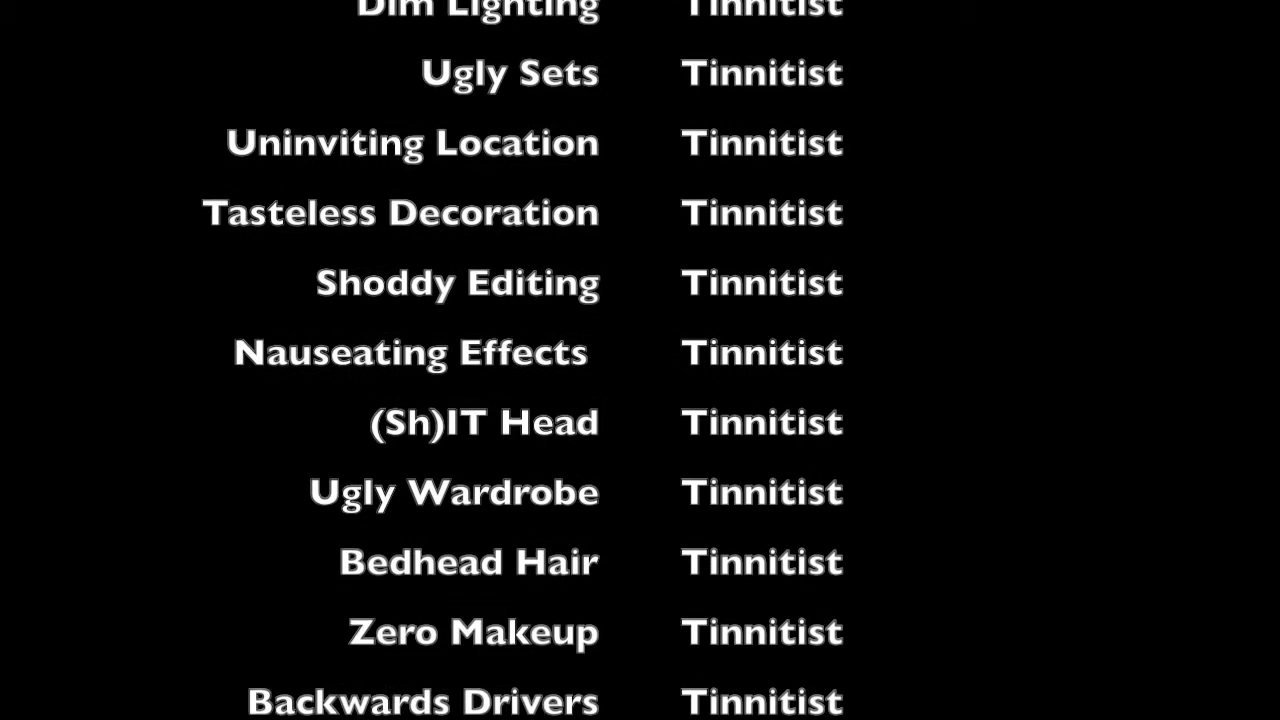 Dim Lighting Tinnitist
Ugly Sets Tinnitist
Uninviting Location Tinnitist
Tasteless Decoration Tinnitist
Shoddy Editing Tinnitist
Nauseating Effects Tinnitist
(Sh)IT Head Tinnitist
Ugly Wardrobe Tinnitist
Bedhead Hair Tinnitist
Zero Makeup Tinnitist
Backwards Drivers Tinnitist